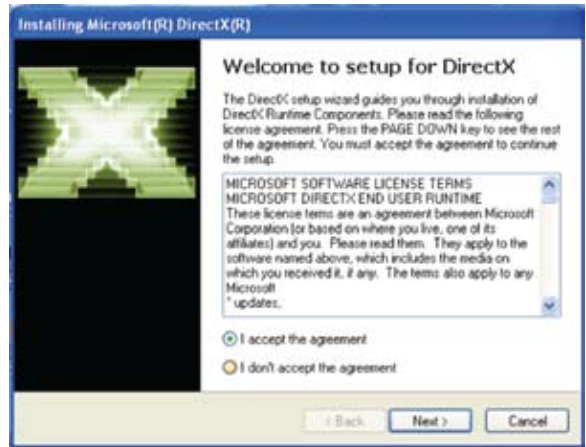 Installing Microsoft(R) DirectX(R)
Welcome to setup for DirectX
The DirectX setup wizard guides you through installation of
DirectX Runtime Components. Please read the following
license agreement. Press the PAGE DOWN key to see the rest
of the agreement. You must accept the agreement to continue
the setup.
MICROSOFT SOFTWARE LICENSE TERMS
MICROSOFT DIRECTX END USER RUNTIME
These license terms are an agreement between Microsoft
Corporation (or based on where you live, one of its
affiliates) and you. Please read them. They apply to the
software named above, which includes the media on
which you received it, if any. The terms also apply to any
Microsoft
* updates,
I accept the agreement
I don't accept the agreement
< Back
Next >
Cancel